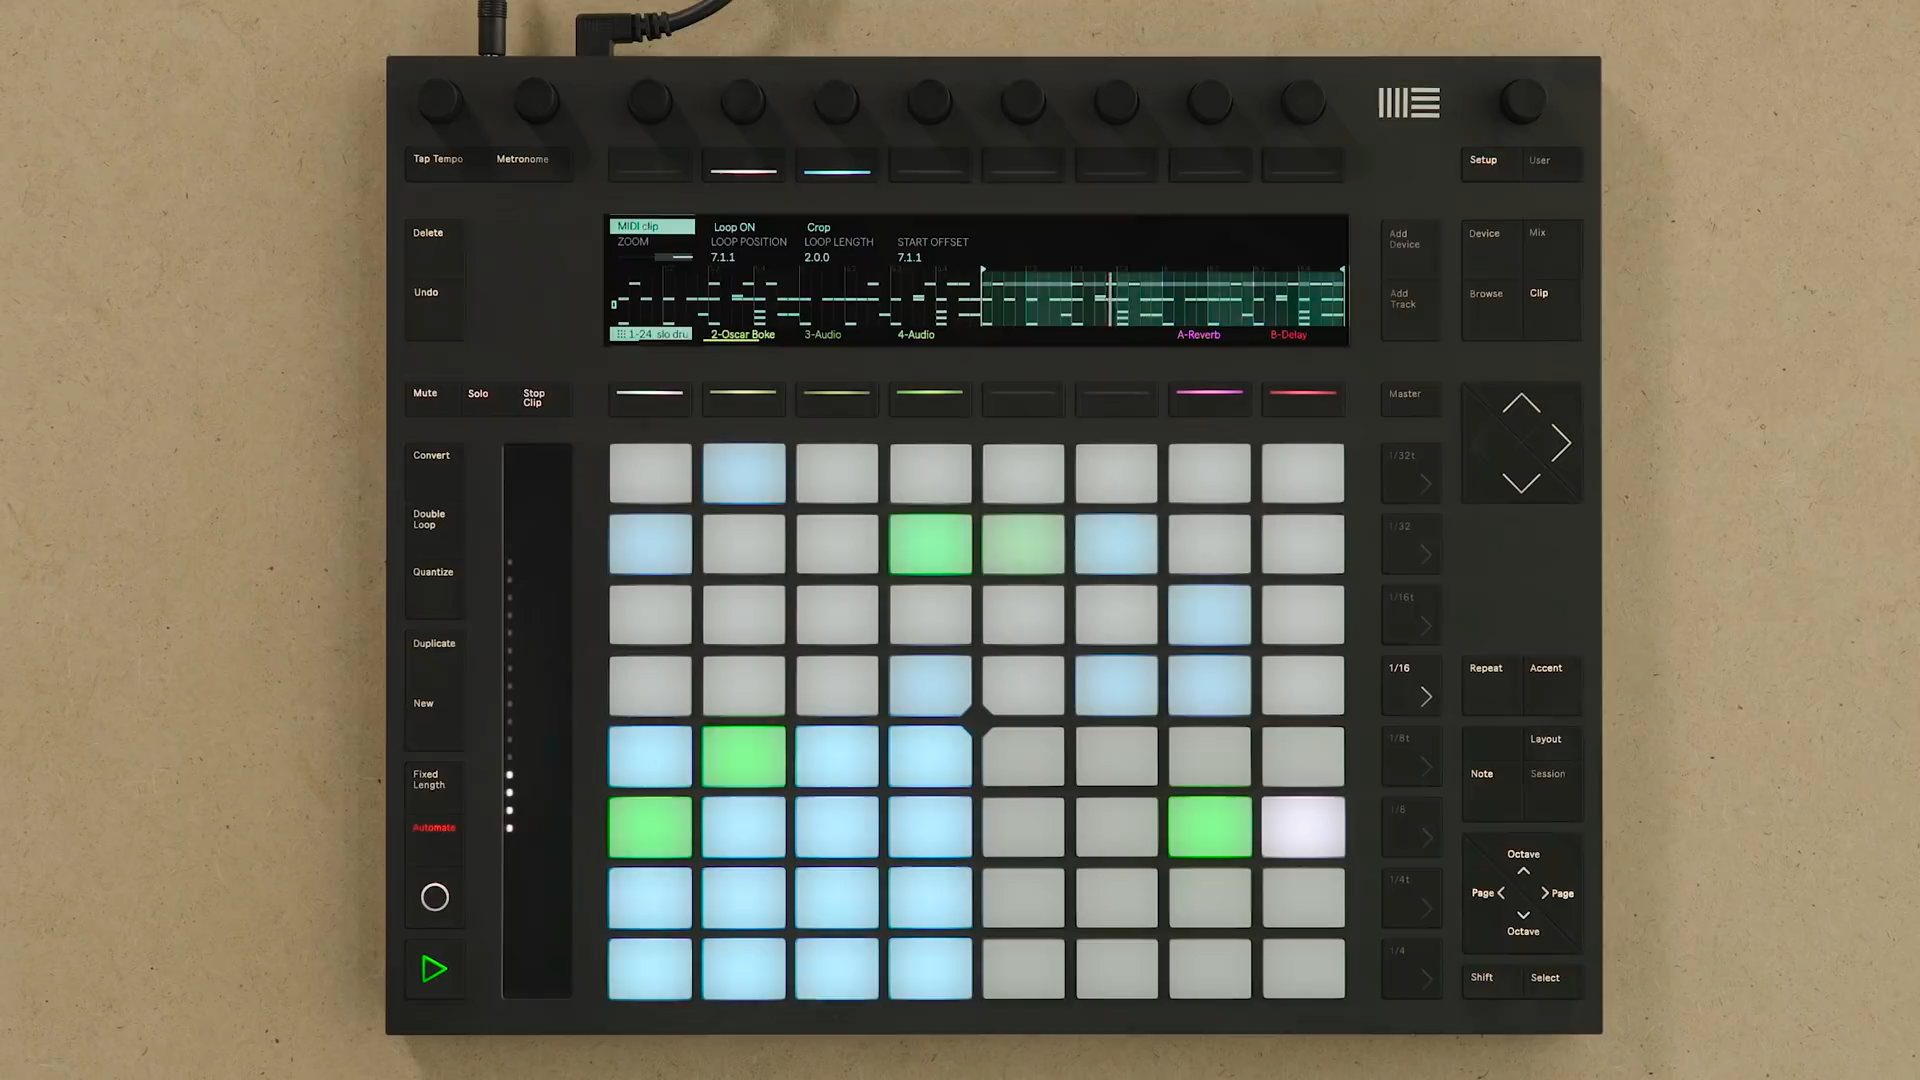 Tap Tempo
Metronome
Setup
User
Delete
Undo
MIDI clip
Loop ON
Crop
ZOOM
LOOP POSITION
LOOP LENGTH
START OFFSET
7.1.1
2.0.0
7.1.1
1-24 slo dru
2-Oscar Boke
3-Audio
4-Audio
A-Reverb
B-Delay
Add
Device
Add
Track
Device
Mix
Browse
Clip
Mute
Solo
Stop
Clip
Master
Convert
Double
Loop
Quantize
Duplicate
New
Fixed
Length
Automate
1/32t
1/32
1/16t
1/16
1/8t
1/8
1/4t
1/4
Repeat
Accent
Layout
Note
Session
Octave
Page
Page
Octave
Shift
Select